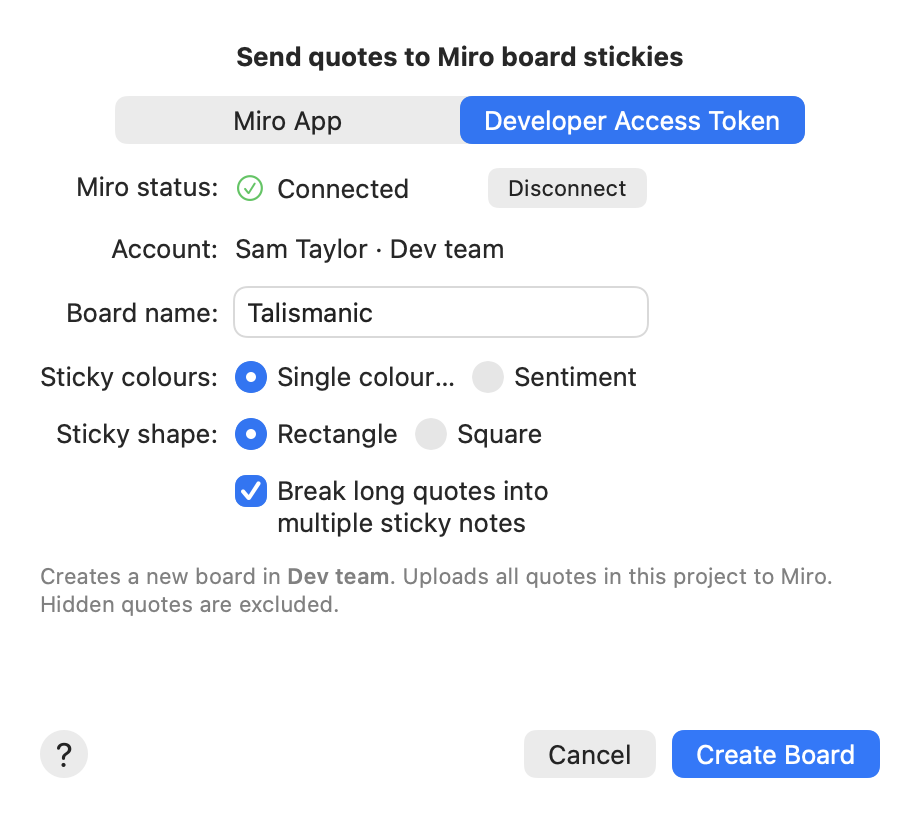 Send quotes to Miro board stickies
Miro App
Developer Access Token
Miro status: Connected Disconnect
Account: Sam Taylor · Dev team
Board name: Talismanic
Sticky colours: Single colour... Sentiment
Sticky shape: Rectangle Square
Break long quotes into
multiple sticky notes
Creates a new board in Dev team. Uploads all quotes in this project to Miro.
Hidden quotes are excluded.
? Cancel Create Board